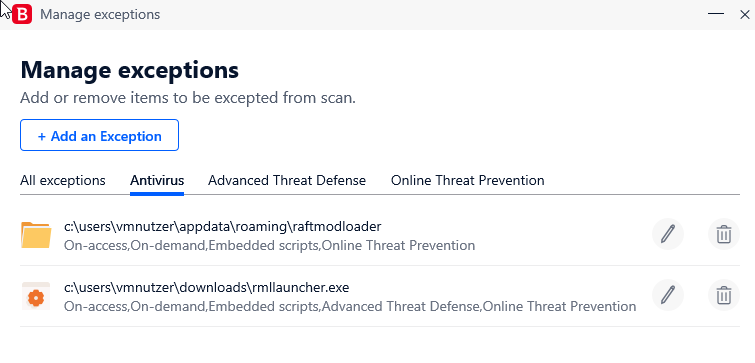 B Manage exceptions
Manage exceptions
Add or remove items to be excepted from scan.
+ Add an Exception
All exceptions Antivirus Advanced Threat Defense Online Threat Prevention
c:\users\vmnutzer\appdata\roaming\raftmodloader
On-access,On-demand,Embedded scripts,Online Threat Prevention
c:\users\vmnutzer\downloads\rmllauncher.exe
On-access,On-demand,Embedded scripts,Advanced Threat Defense,Online Threat Prevention